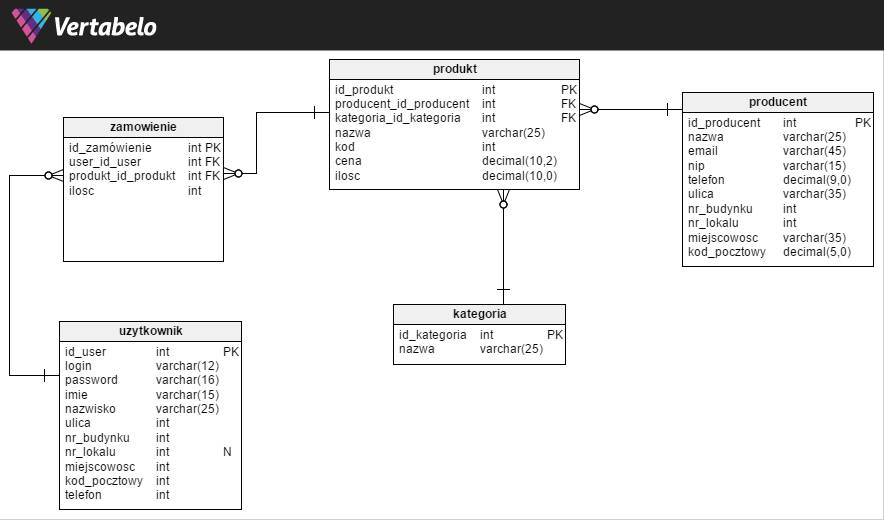 Vertabelo
produkt
id_produkt int PK
producent_id_producent int FK
kategoria_id_kategoria int FK
nazwa varchar(25)
kod int
cena decimal(10,2)
ilosc decimal(10,0)
producent
id_producent int PK
nazwa varchar(25)
email varchar(45)
nip varchar(15)
telefon decimal(9,0)
ulica varchar(35)
nr_budynku int
nr_lokalu int
miejscowosc varchar(35)
kod_pocztowy decimal(5,0)
zamowienie
id_zamówienie int PK
user_id_user int FK
produkt_id_produkt int FK
ilosc int
kategoria
id_kategoria int PK
nazwa varchar(25)
uzytkownik
id_user int PK
login varchar(12)
password varchar(16)
imie varchar(15)
nazwisko varchar(25)
ulica int
nr_budynku int
nr_lokalu int N
miejscowosc int
kod_pocztowy int
telefon int